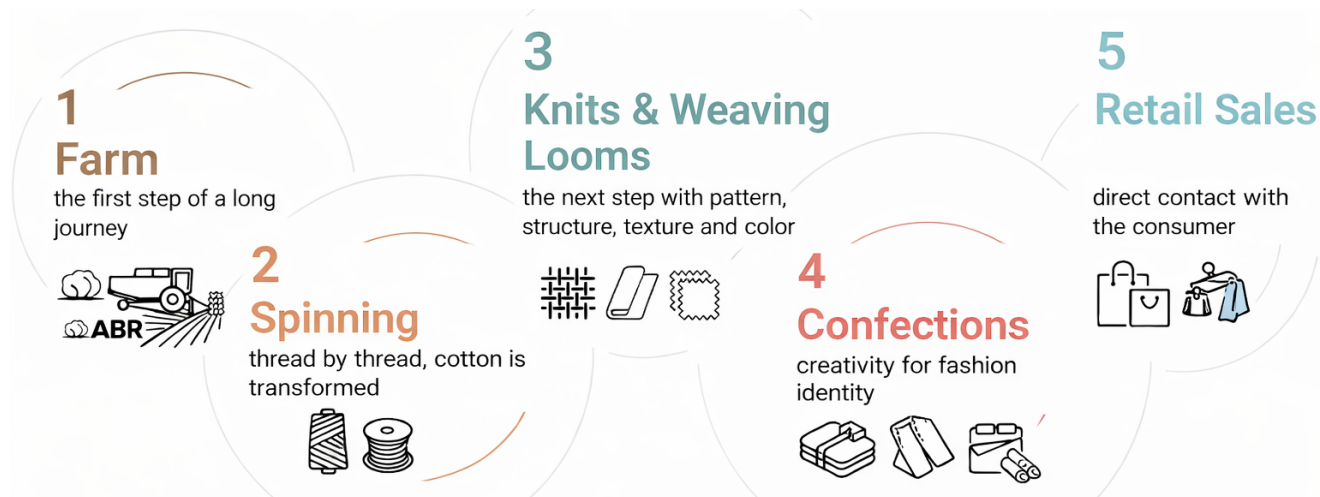 1
Farm
the first step of a long
journey
ABR
2
Spinning
thread by thread, cotton is
transformed
3
Knits & Weaving
Looms
the next step with pattern,
structure, texture and color
4
Confections
creativity for fashion
identity
5
Retail Sales
direct contact with
the consumer